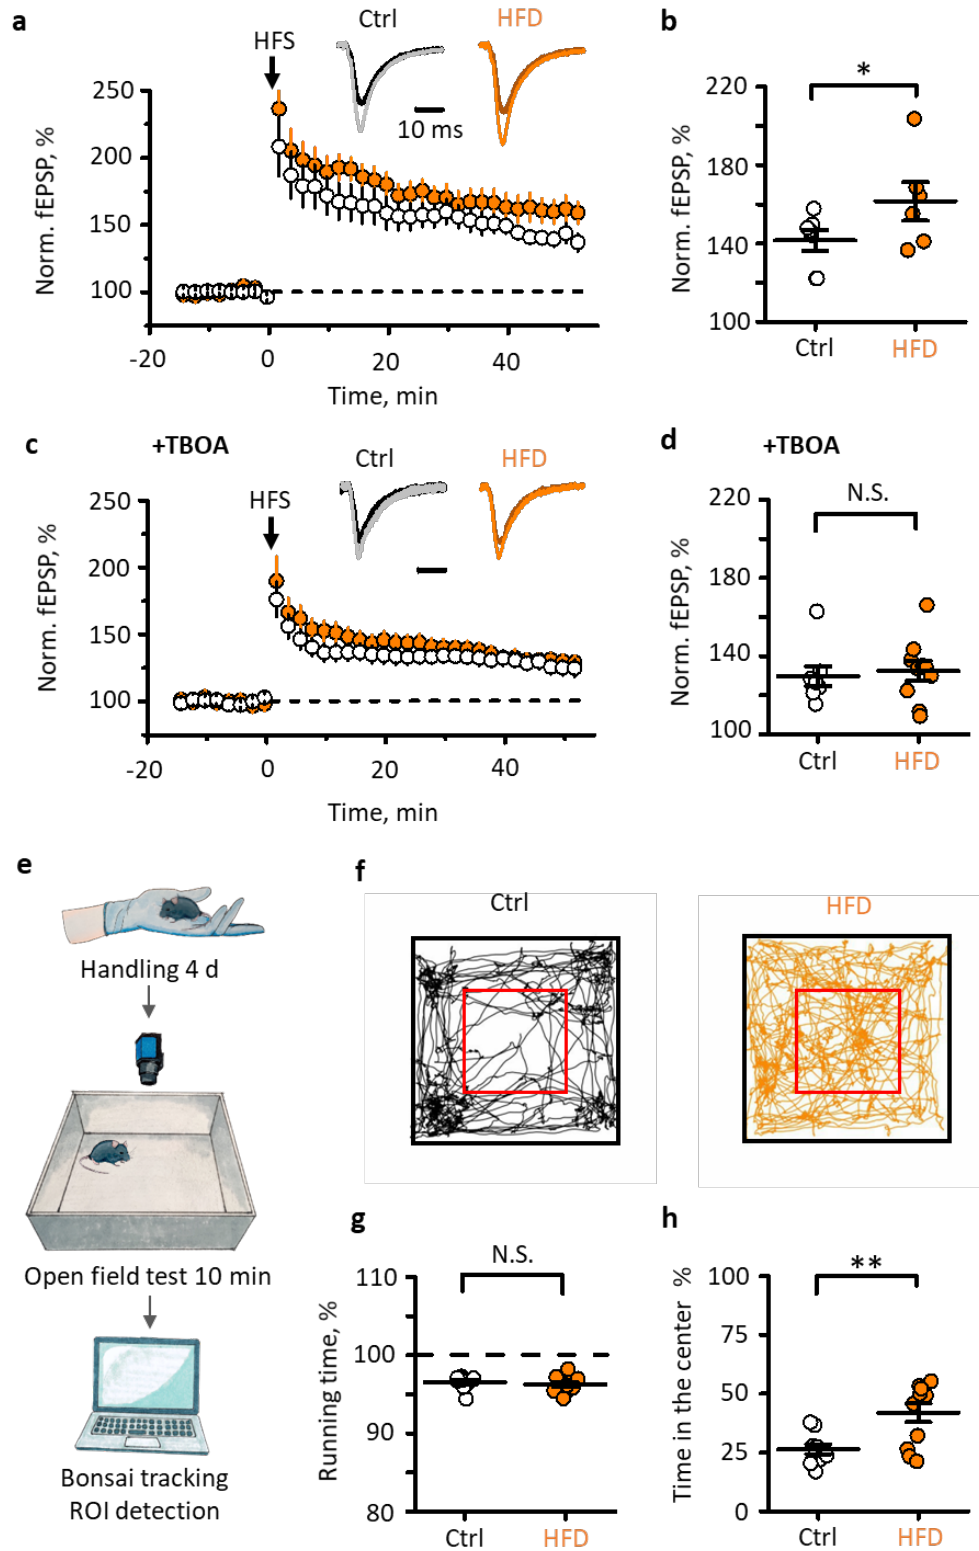 a
Ctrl
HFD
HFS
10 ms
250
200
150
100
Norm. fEPSP, %
-20
0
20
40
Time, min
b
*
220
180
140
100
Norm. fEPSP, %
Ctrl
HFD
c
+TBOA
Ctrl
HFD
HFS
250
200
150
100
Norm. fEPSP, %
-20
0
20
40
Time, min
d
+TBOA
N.S.
220
180
140
100
Norm. fEPSP, %
Ctrl
HFD
e
Handling 4 d
Open field test 10 min
Bonsai tracking
ROI detection
f
Ctrl
HFD
g
N.S.
110
100
90
80
Running time, %
Ctrl
HFD
h
**
100
75
50
25
0
Time in the center %
Ctrl
HFD